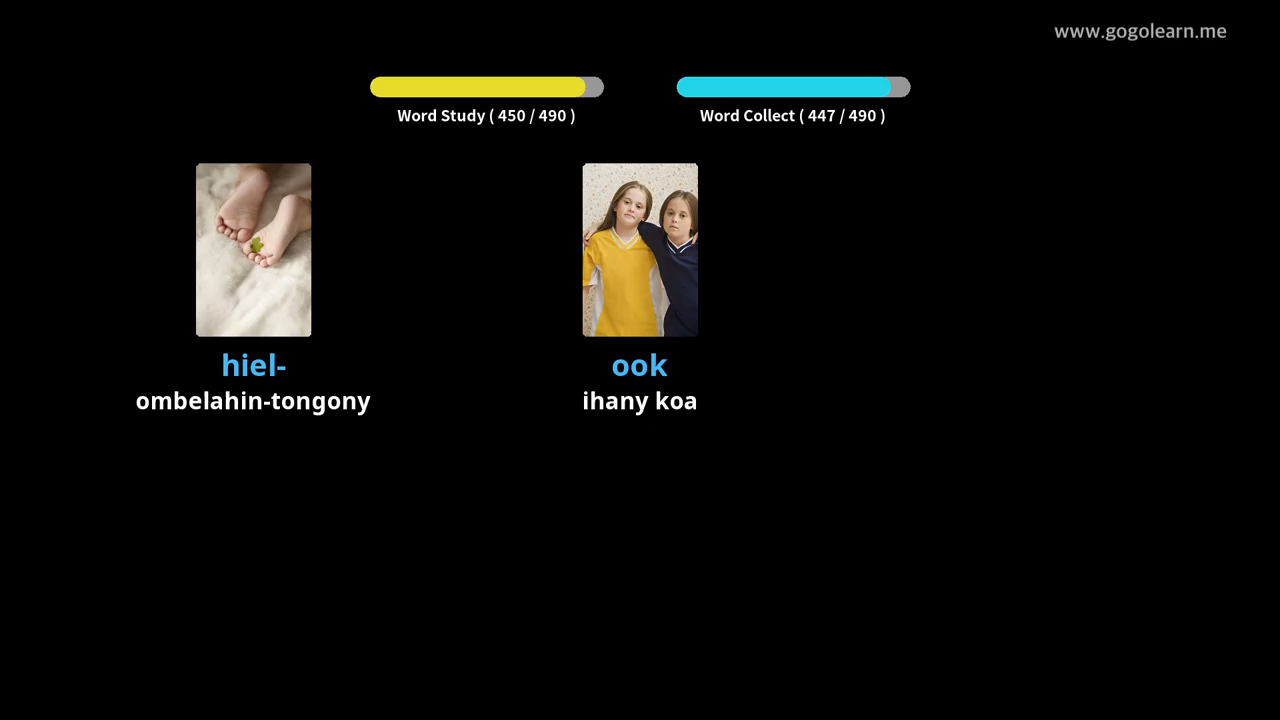 www.gogolearn.me
Word Study ( 450 / 490 )
Word Collect ( 447 / 490 )
hiel-
ombelahin-tongony
ook
ihany koa